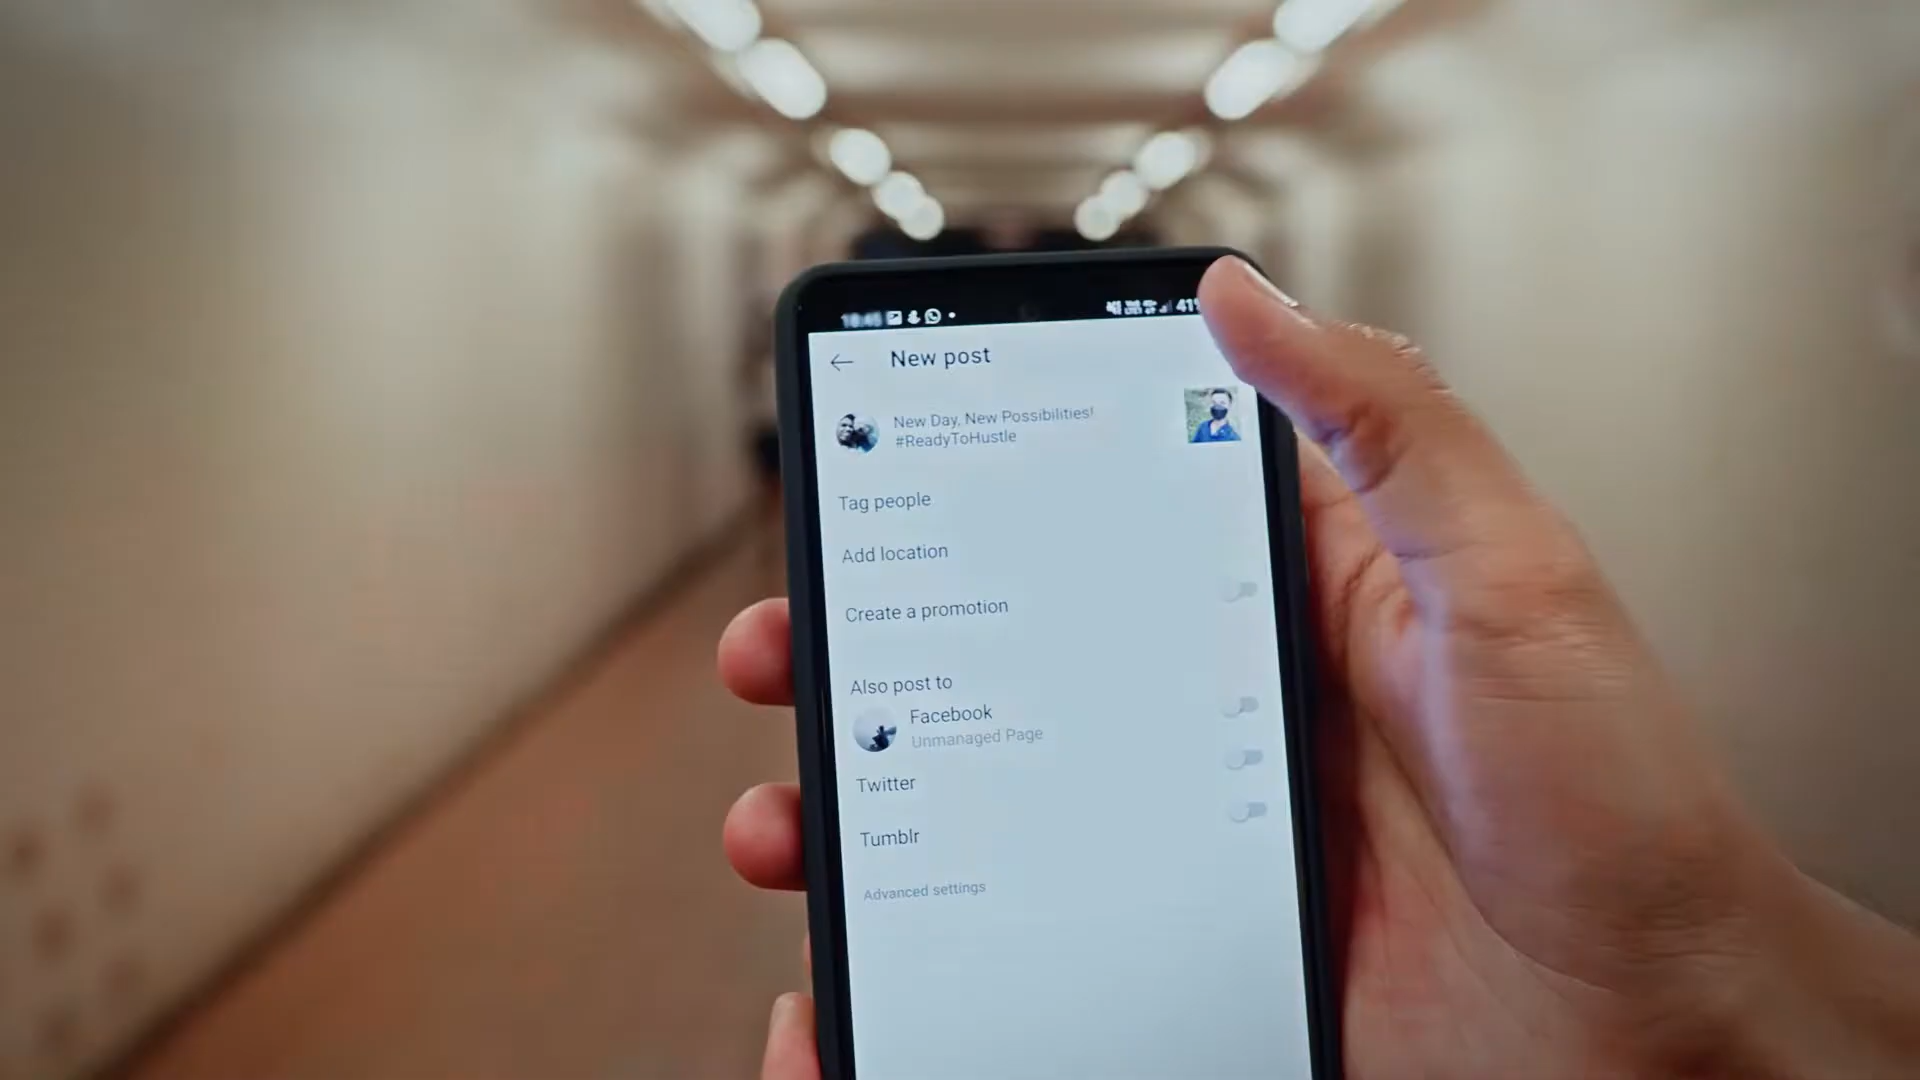 New post
New Day, New Possibilities!
#ReadyToHustle
Tag people
Add location
Create a promotion
Also post to
Facebook
Unmanaged Page
Twitter
Tumblr
Advanced settings